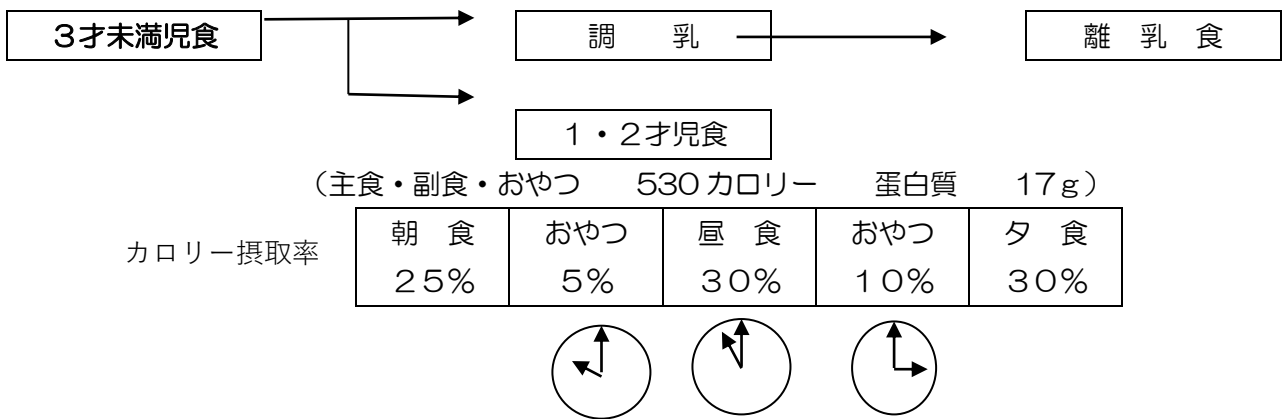 ３才未満児食
調　乳
離　乳　食
１・２才児食
（主食・副食・おやつ　530カロリー　蛋白質　17ｇ）
カロリー摂取率
朝　食　おやつ　昼　食　おやつ　夕　食
２５％　５％　３０％　１０％　３０％